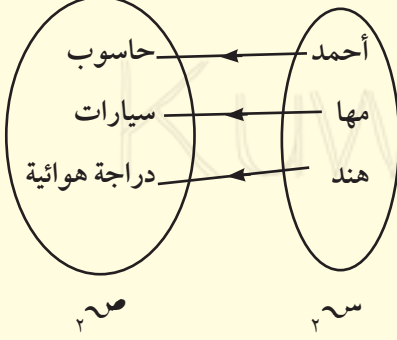 أحمد حاسوب
مها سيارات
هند دراجة هوائية
س٢ ص٢